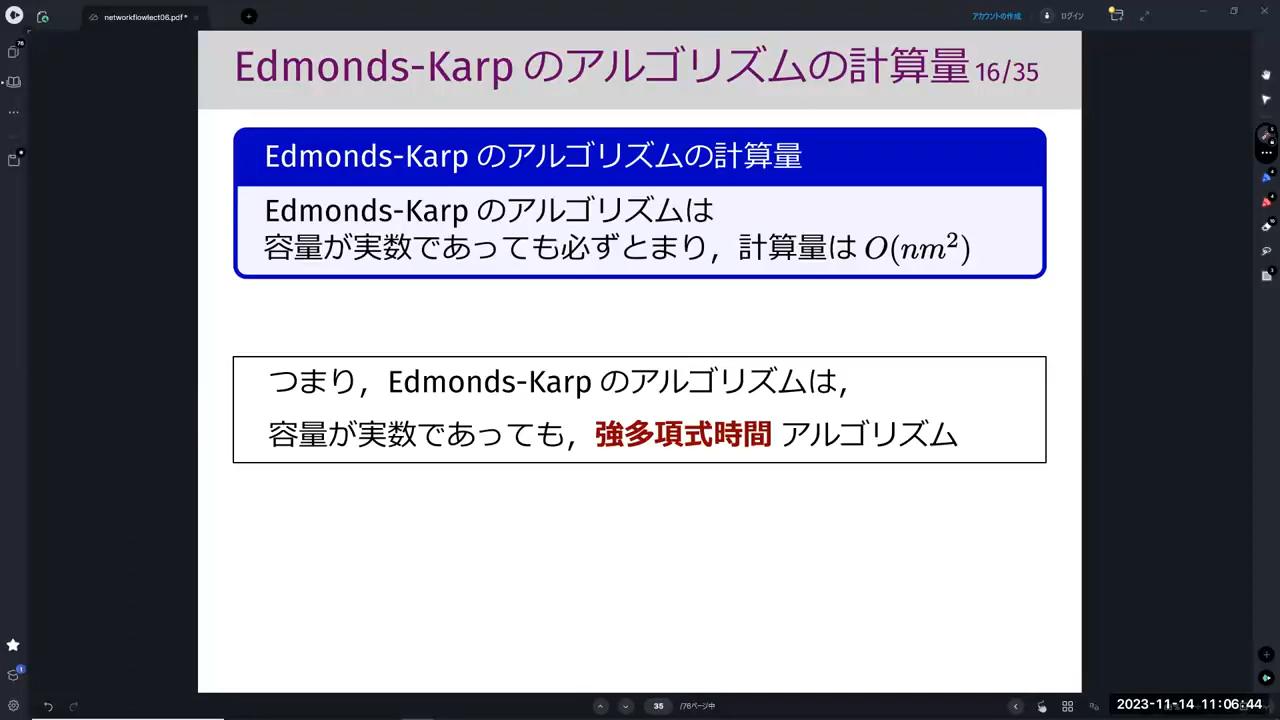 networkflowlect06.pdf*
アカウントの作成
ログイン
Edmonds-Karp のアルゴリズムの計算量 16/35
Edmonds-Karp のアルゴリズムの計算量
Edmonds-Karp のアルゴリズムは
容量が実数であっても必ずとまり，計算量は O(nm²)
つまり，Edmonds-Karp のアルゴリズムは，
容量が実数であっても，強多項式時間 アルゴリズム
35 /76ページ中
2023-11-14 11:06:44